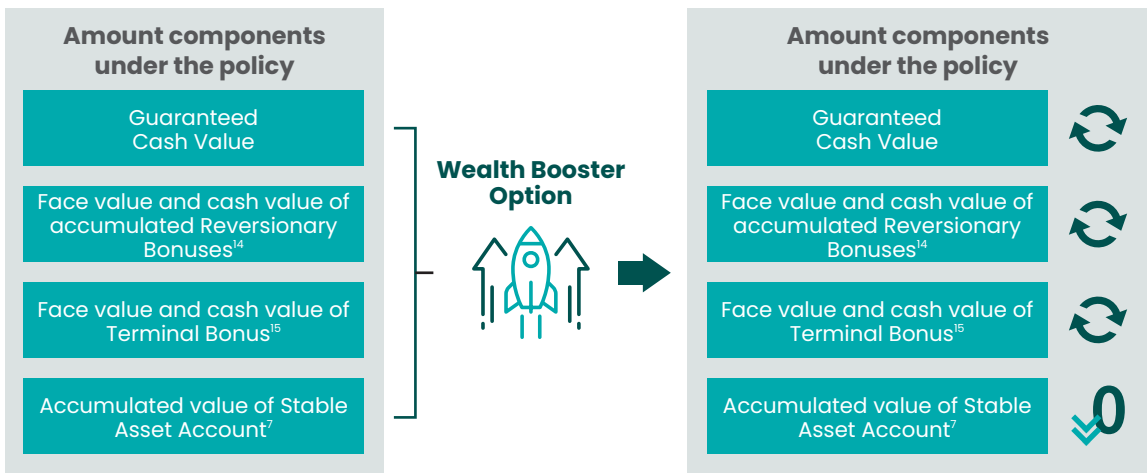 Amount components
under the policy
Guaranteed
Cash Value
Face value and cash value of
accumulated Reversionary
Bonuses¹⁴
Face value and cash value of
Terminal Bonus¹⁵
Accumulated value of Stable
Asset Account⁷
Wealth Booster
Option
Amount components
under the policy
Guaranteed
Cash Value
Face value and cash value of
accumulated Reversionary
Bonuses¹⁴
Face value and cash value of
Terminal Bonus¹⁵
Accumulated value of Stable
Asset Account⁷
0